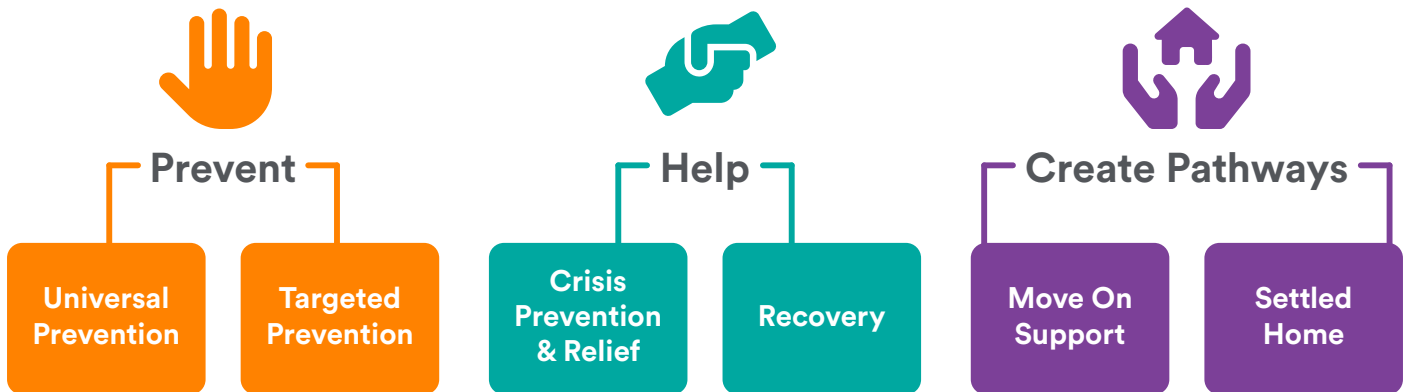 Prevent
Help
Create Pathways
Universal
Prevention
Targeted
Prevention
Crisis
Prevention
& Relief
Recovery
Move On
Support
Settled
Home